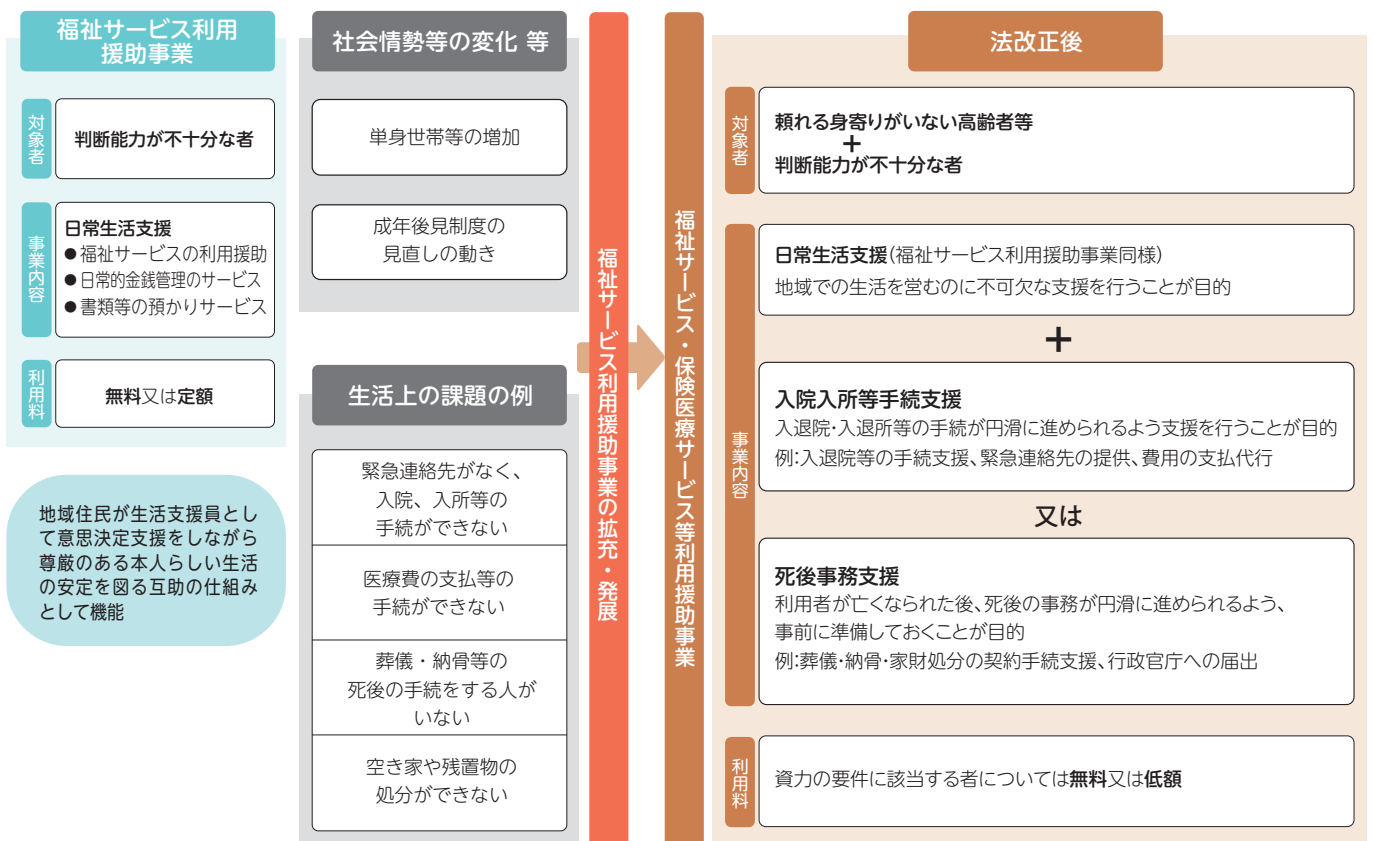 福祉サービス利用
援助事業
対象者
判断能力が不十分な者
事業内容
日常生活支援
●福祉サービスの利用援助
●日常的金銭管理のサービス
●書類等の預かりサービス
利用料
無料又は定額
地域住民が生活支援員とし
て意思決定支援をしながら
尊厳のある本人らしい生活
の安定を図る互助の仕組み
として機能
社会情勢等の変化 等
単身世帯等の増加
成年後見制度の
見直しの動き
生活上の課題の例
緊急連絡先がなく、
入院、入所等の
手続ができない
医療費の支払等の
手続ができない
葬儀・納骨等の
死後の手続をする人が
いない
空き家や残置物の
処分ができない
福祉サービス利用援助事業の拡充・発展
福祉サービス・保険医療サービス等利用援助事業
法改正後
対象者
頼れる身寄りがいない高齢者等
＋
判断能力が不十分な者
事業内容
日常生活支援(福祉サービス利用援助事業同様)
地域での生活を営むのに不可欠な支援を行うことが目的
＋
入院入所等手続支援
入退院・入退所等の手続が円滑に進められるよう支援を行うことが目的
例:入退院等の手続支援、緊急連絡先の提供、費用の支払代行
又は
死後事務支援
利用者が亡くなられた後、死後の事務が円滑に進められるよう、
事前に準備しておくことが目的
例:葬儀・納骨・家財処分の契約手続支援、行政官庁への届出
利用料
資力の要件に該当する者については無料又は低額